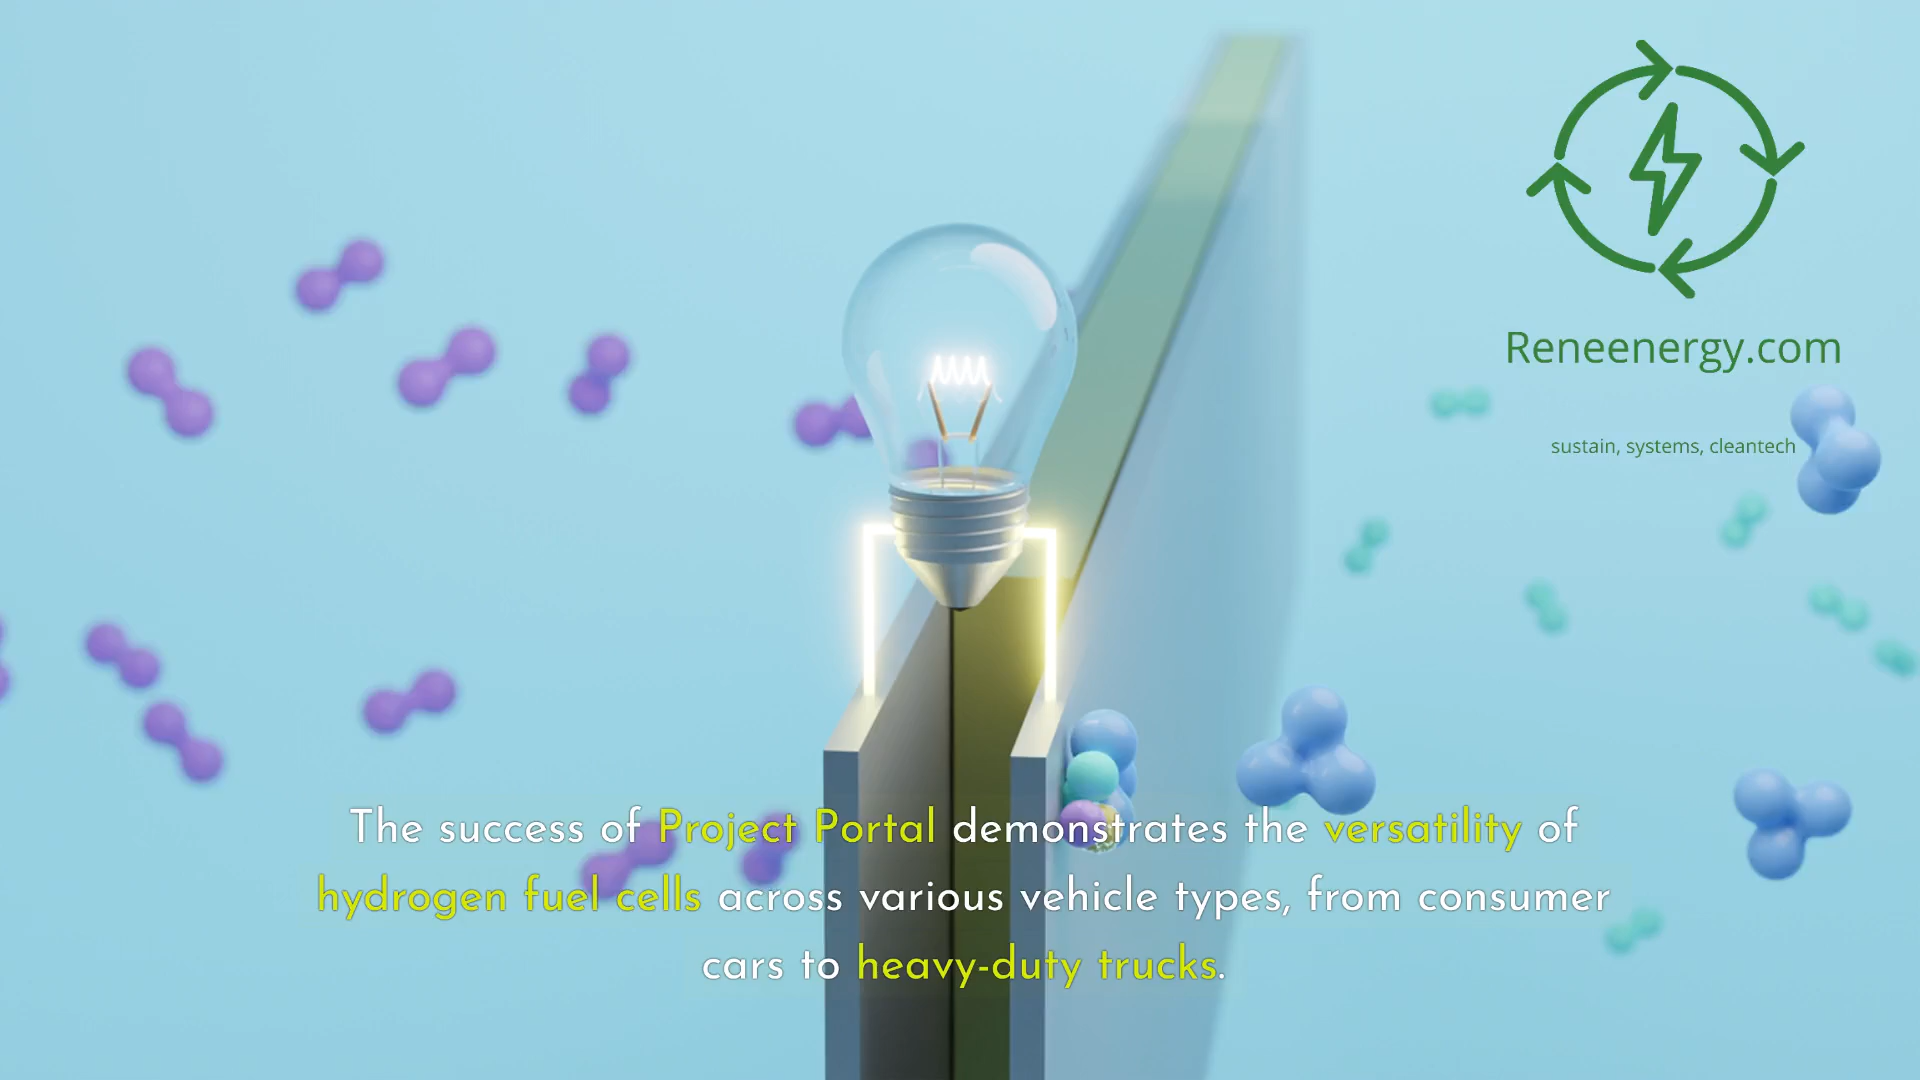 Reneenergy.com
sustain, systems, cleantech
The success of Project Portal demonstrates the versatility of
hydrogen fuel cells across various vehicle types, from consumer
cars to heavy-duty trucks.